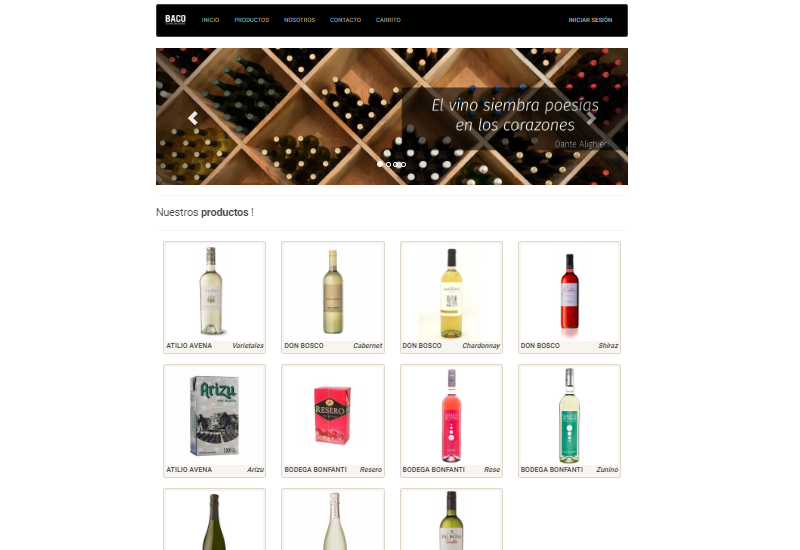 BACO
INICIO PRODUCTOS NOSOTROS CONTACTO CARRITO INICIAR SESIÓN
El vino siembra poesías
en los corazones
Dante Alighieri
Nuestros productos !
ATILIO AVENA Varietales
DON BOSCO Cabernet
DON BOSCO Chardonnay
DON BOSCO Shiraz
Arizu
RESERO
ATILIO AVENA Arizu
BODEGA BONFANTI Resero
BODEGA BONFANTI Rose
BODEGA BONFANTI Zunino